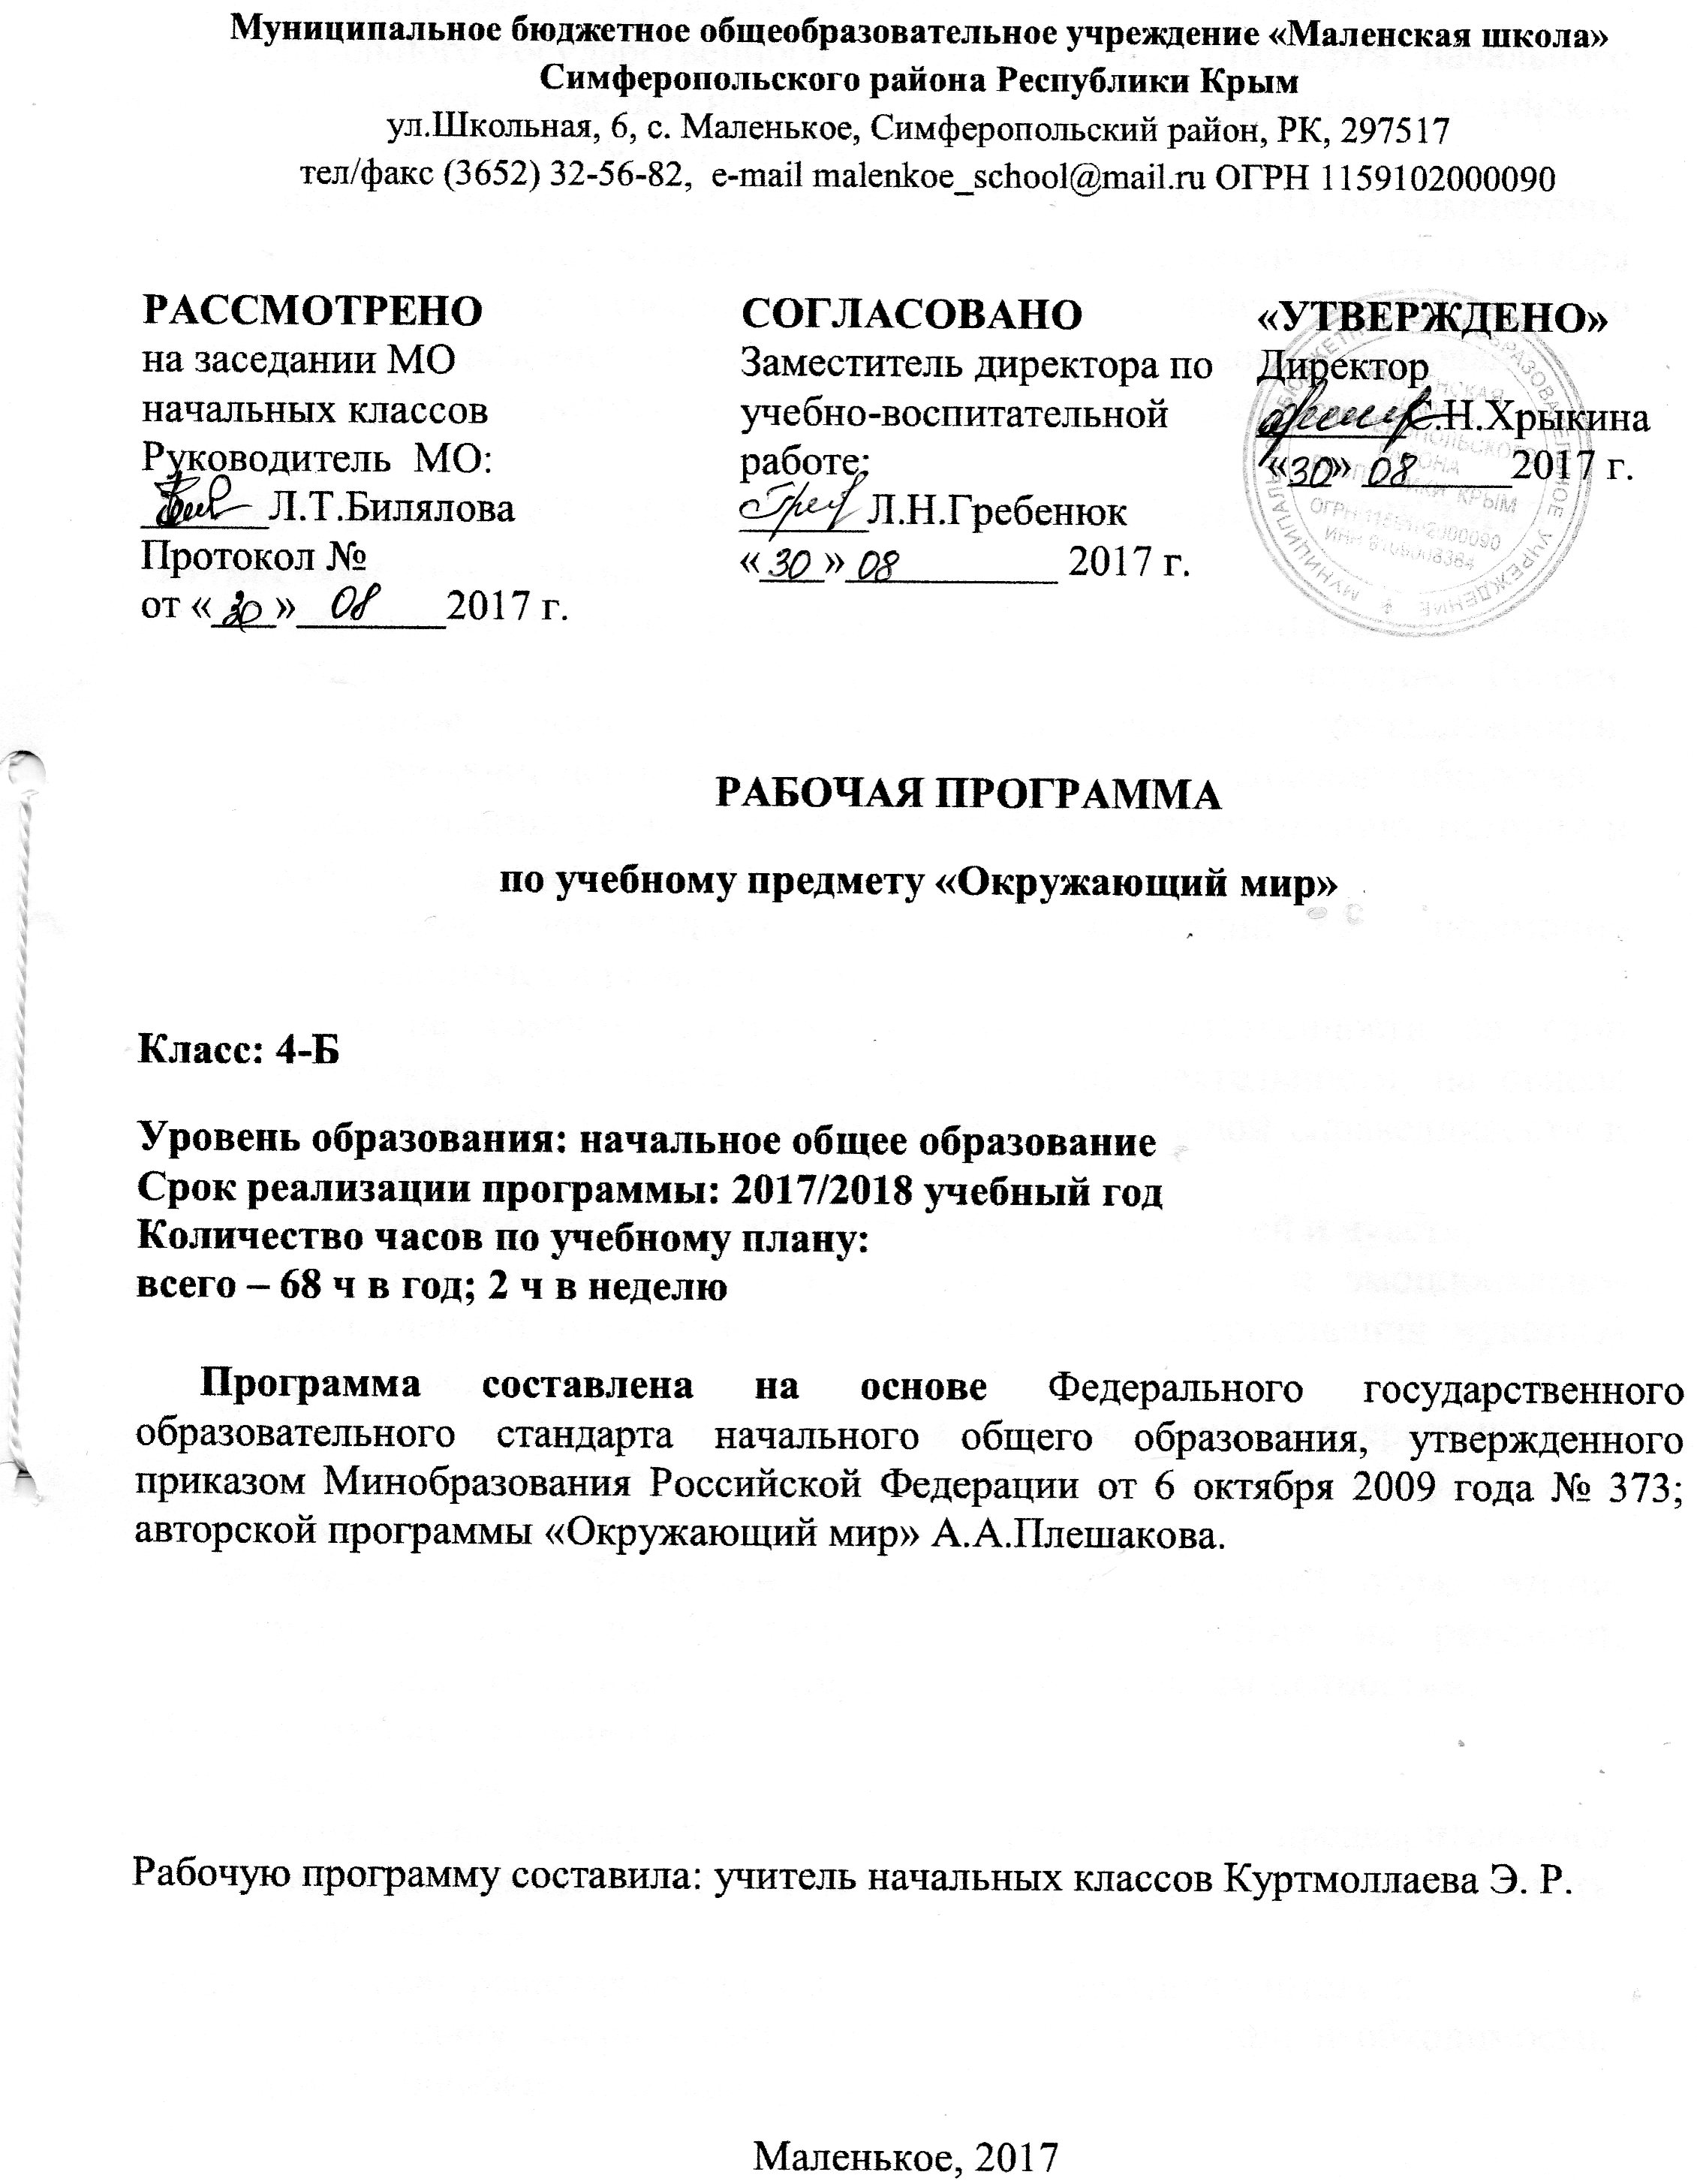 Муниципальное бюджетное общеобразовательное учреждение «Маленская школа»
Симферопольского района Республики Крым
ул.Школьная, 6, с. Маленькое, Симферопольский район, РК, 297517
тел/факс (3652) 32-56-82, e-mail malenkoe_school@mail.ru ОГРН 1159102000090
РАССМОТРЕНО
на заседании МО
начальных классов
Руководитель МО:
______Л.Т.Билялова
Протокол №
от «30»_08______2017 г.
СОГЛАСОВАНО
Заместитель директора по
учебно-воспитательной
работе:
______Л.Н.Гребенюк
«30»_08_________ 2017 г.
«УТВЕРЖДЕНО»
Директор
_______С.Н.Хрыкина
«30» 08______2017 г.
РАБОЧАЯ ПРОГРАММА
по учебному предмету «Окружающий мир»
Класс: 4-Б
Уровень образования: начальное общее образование
Срок реализации программы: 2017/2018 учебный год
Количество часов по учебному плану:
всего – 68 ч в год; 2 ч в неделю
Программа составлена на основе Федерального государственного
образовательного стандарта начального общего образования, утвержденного
приказом Минобразования Российской Федерации от 6 октября 2009 года № 373;
авторской программы «Окружающий мир» А.А.Плешакова.
Рабочую программу составила: учитель начальных классов Куртмоллаева Э. Р.
Маленькое, 2017